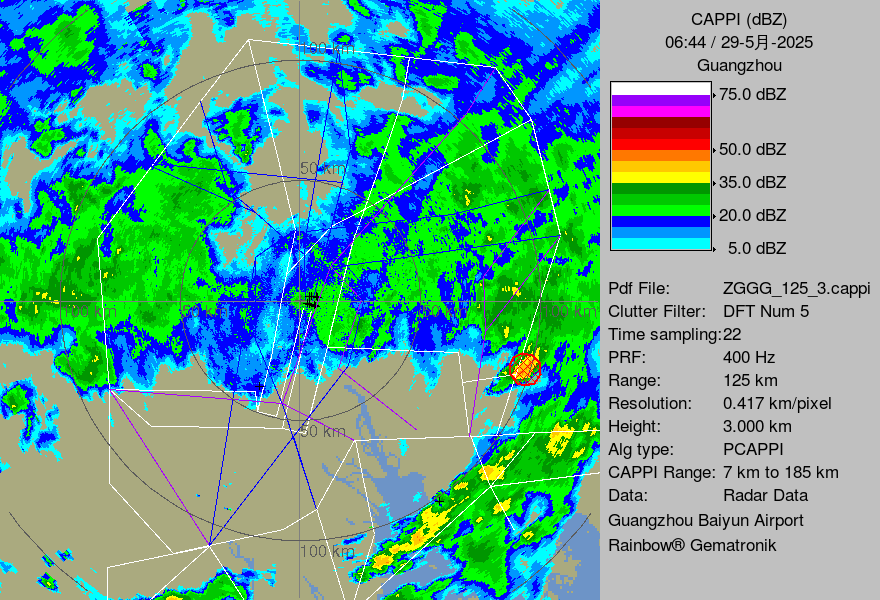 CAPPI (dBZ)
06:44 / 29-5月-2025
Guangzhou
75.0 dBZ
50.0 dBZ
35.0 dBZ
20.0 dBZ
5.0 dBZ
Pdf File: ZGGG_125_3.cappi
Clutter Filter: DFT Num 5
Time sampling:22
PRF: 400 Hz
Range: 125 km
Resolution: 0.417 km/pixel
Height: 3.000 km
Alg type: PCAPPI
CAPPI Range: 7 km to 185 km
Data: Radar Data
Guangzhou Baiyun Airport
Rainbow® Gematronik
100 km
50 km
100 km
50 km
100 km
50 km
100 km